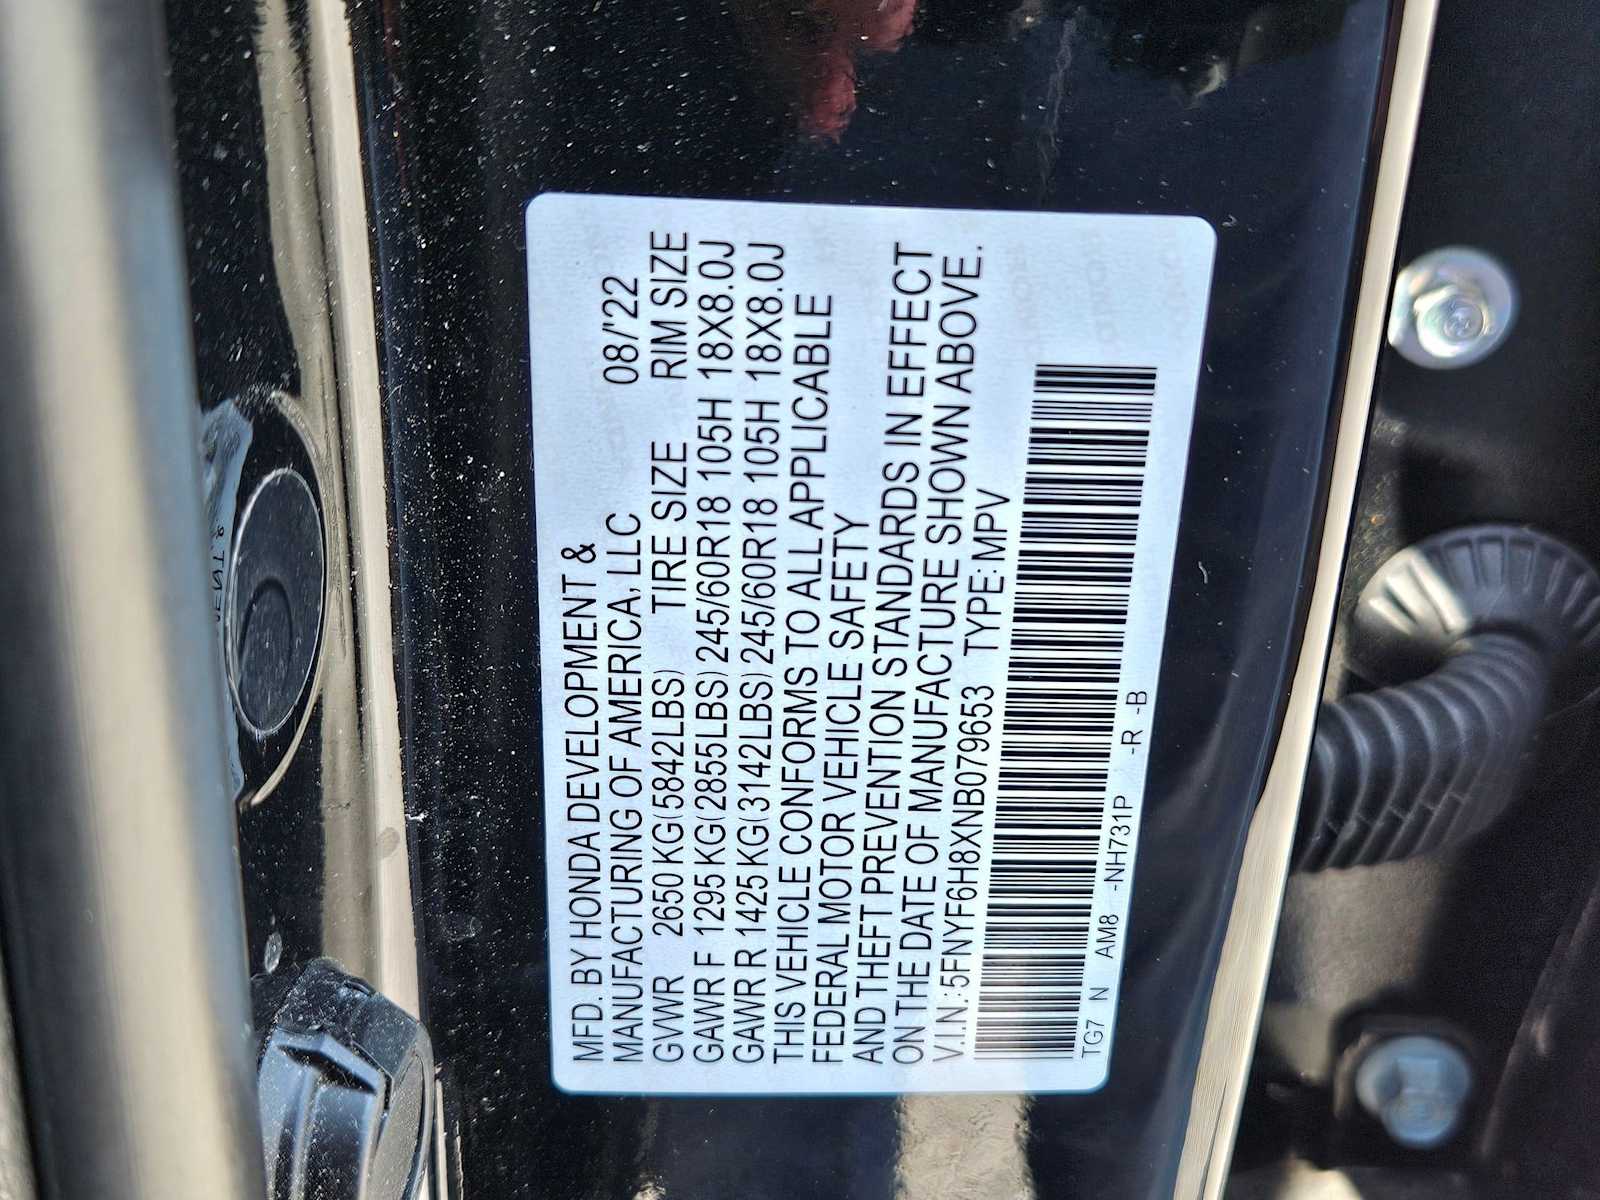 MFD. BY HONDA DEVELOPMENT &
MANUFACTURING OF AMERICA, LLC 08/'22
GVWR 2650 KG(5842LBS) TIRE SIZE RIM SIZE
GAWR F 1295 KG(2855LBS) 245/60R18 105H 18X8.0J
GAWR R 1425 KG(3142LBS) 245/60R18 105H 18X8.0J
THIS VEHICLE CONFORMS TO ALL APPLICABLE
FEDERAL MOTOR VEHICLE SAFETY
AND THEFT PREVENTION STANDARDS IN EFFECT
ON THE DATE OF MANUFACTURE SHOWN ABOVE.
V.I.N.:5FNYF6H8XNB079653 TYPE:MPV
TG7 N AM8 -NH731P -R -B